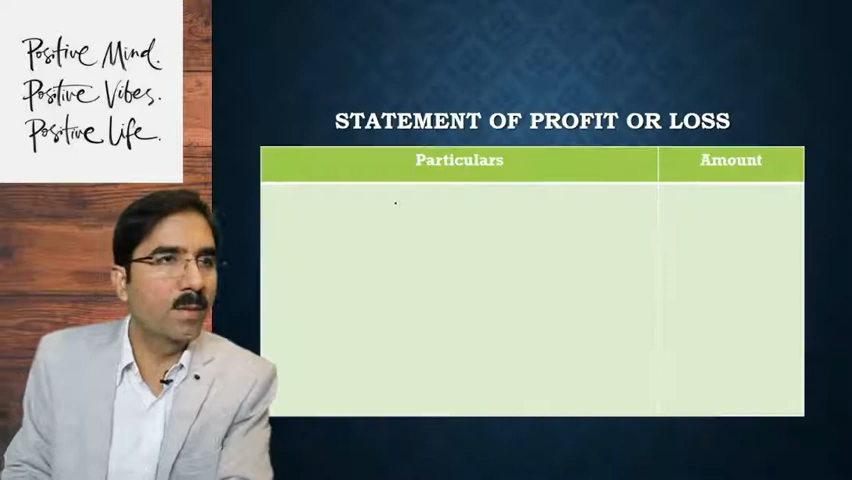 Positive Mind.
Positive Vibes.
Positive Life.
STATEMENT OF PROFIT OR LOSS
Particulars Amount